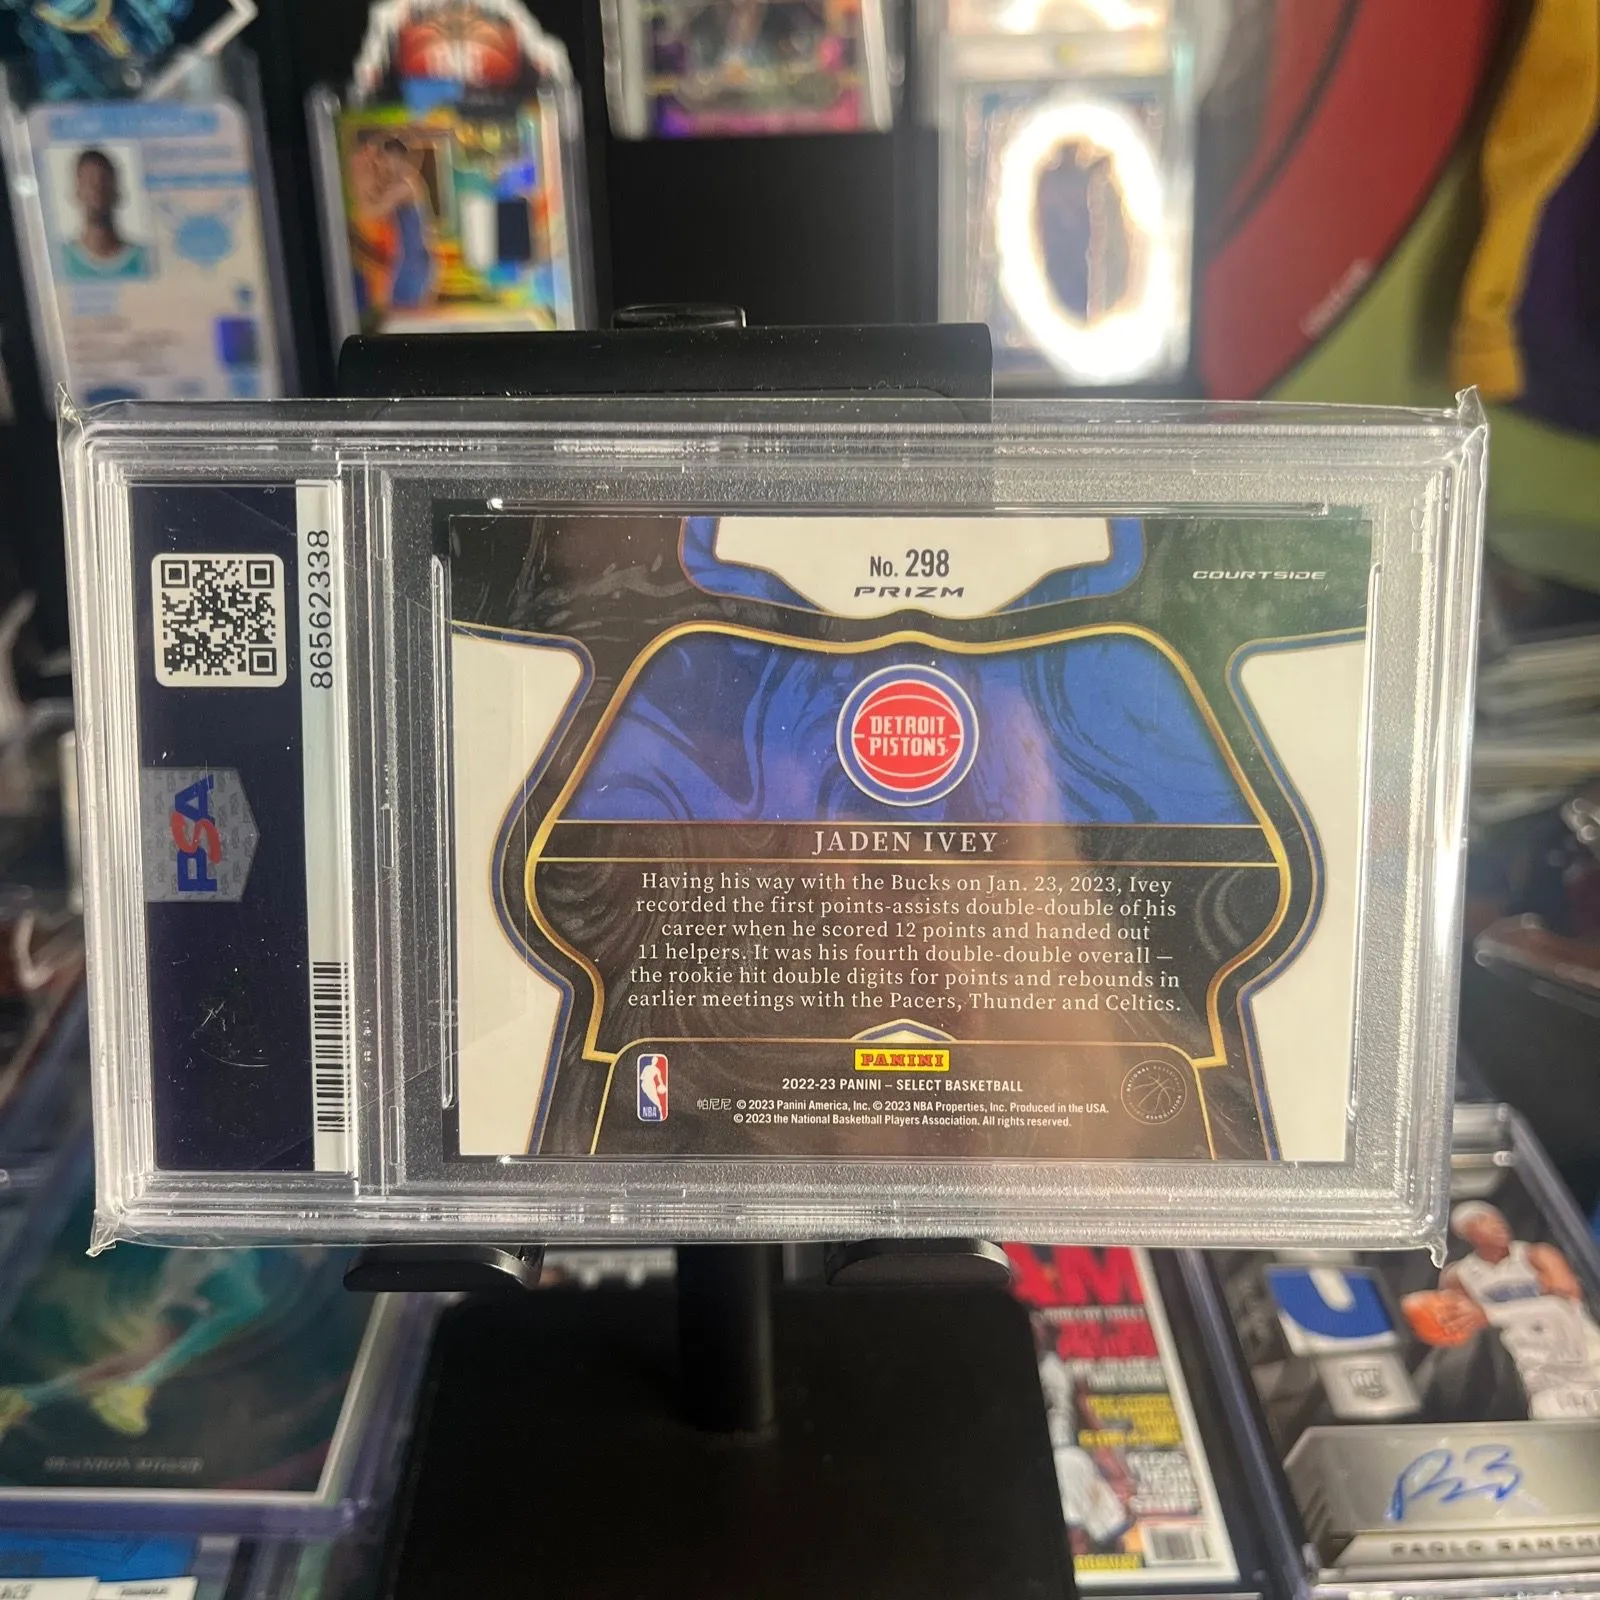 86562338
PSA
No. 298
PRIZM
COURTSIDE
DETROIT
PISTONS
JADEN IVEY
Having his way with the Bucks on Jan. 23, 2023, Ivey
recorded the first points-assists double-double of his
career when he scored 12 points and handed out
11 helpers. It was his fourth double-double overall —
the rookie hit double digits for points and rebounds in
earlier meetings with the Pacers, Thunder and Celtics.
PANINI
NBA
2022-23 PANINI – SELECT BASKETBALL
帕尼尼 © 2023 Panini America, Inc. © 2023 NBA Properties, Inc. Produced in the USA.
© 2023 the National Basketball Players Association. All rights reserved.